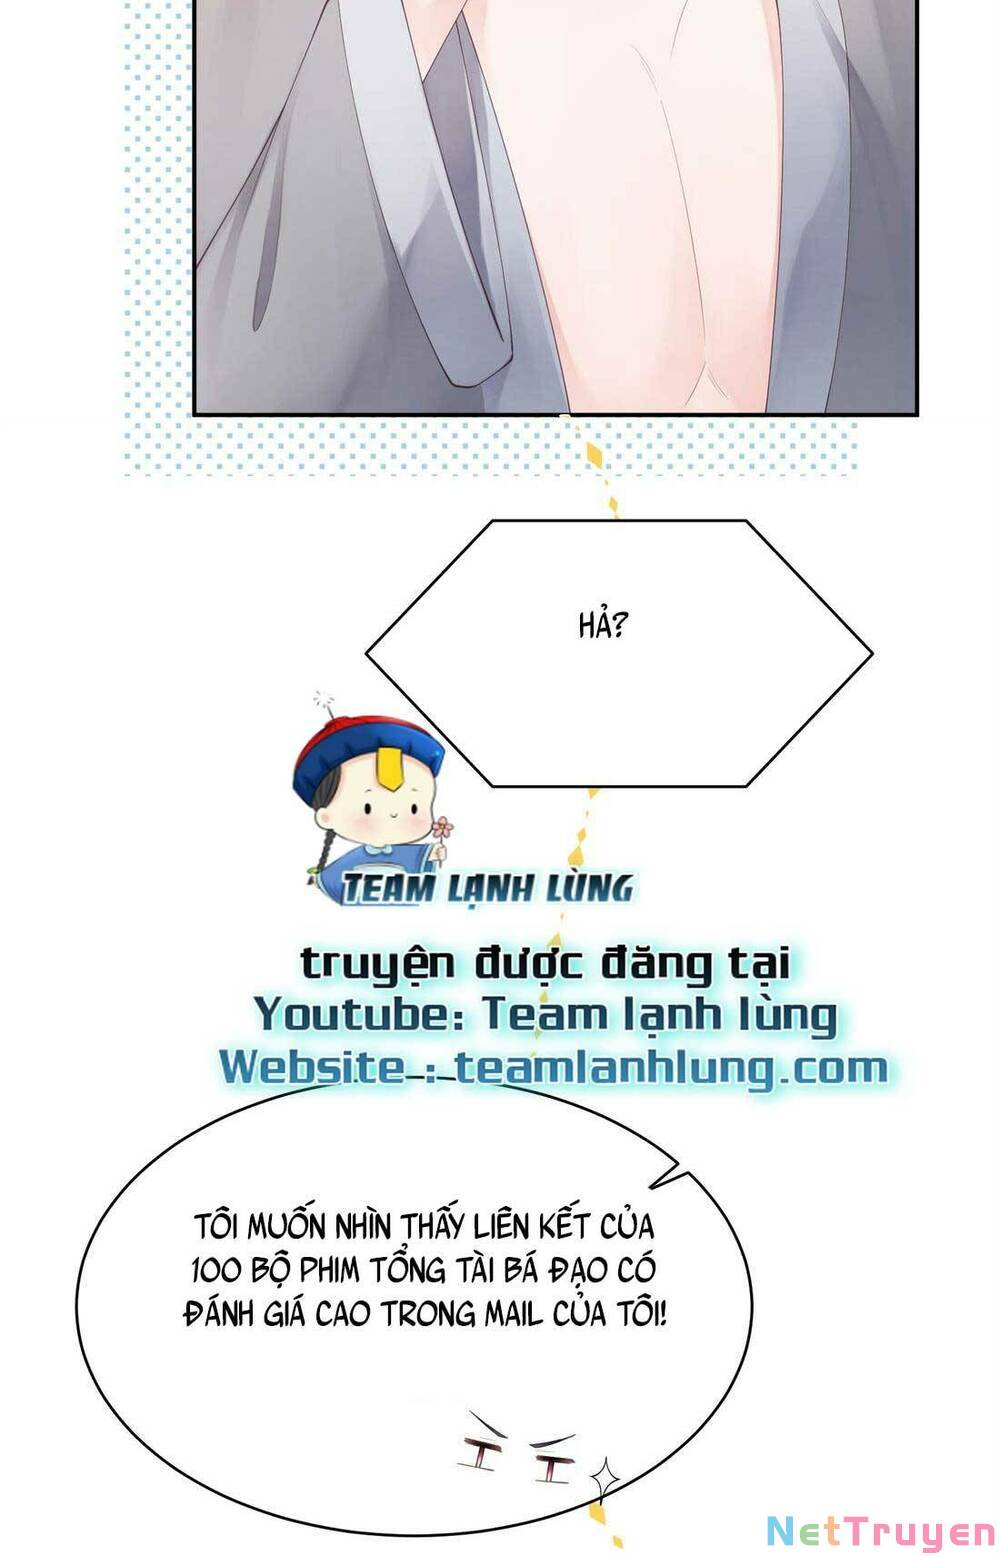 HẢ?
TEAM LẠNH LÙNG
truyện được đăng tại
Youtube: Team lạnh lùng
Website : teamlanhlung.com
TÔI MUỐN NHÌN THẤY LIÊN KẾT CỦA
100 BỘ PHIM TỔNG TÀI BÁ ĐẠO CÓ
ĐÁNH GIÁ CAO TRONG MAIL CỦA TÔI!
NetTruyen